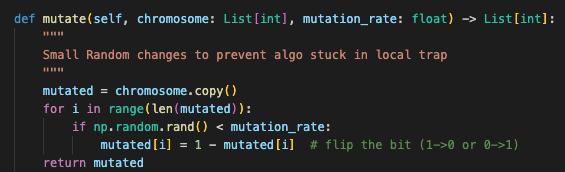 def mutate(self, chromosome: List[int], mutation_rate: float) -> List[int]:
    """
    Small Random changes to prevent algo stuck in local trap
    """
    mutated = chromosome.copy()
    for i in range(len(mutated)):
        if np.random.rand() < mutation_rate:
            mutated[i] = 1 - mutated[i]  # flip the bit (1->0 or 0->1)
    return mutated